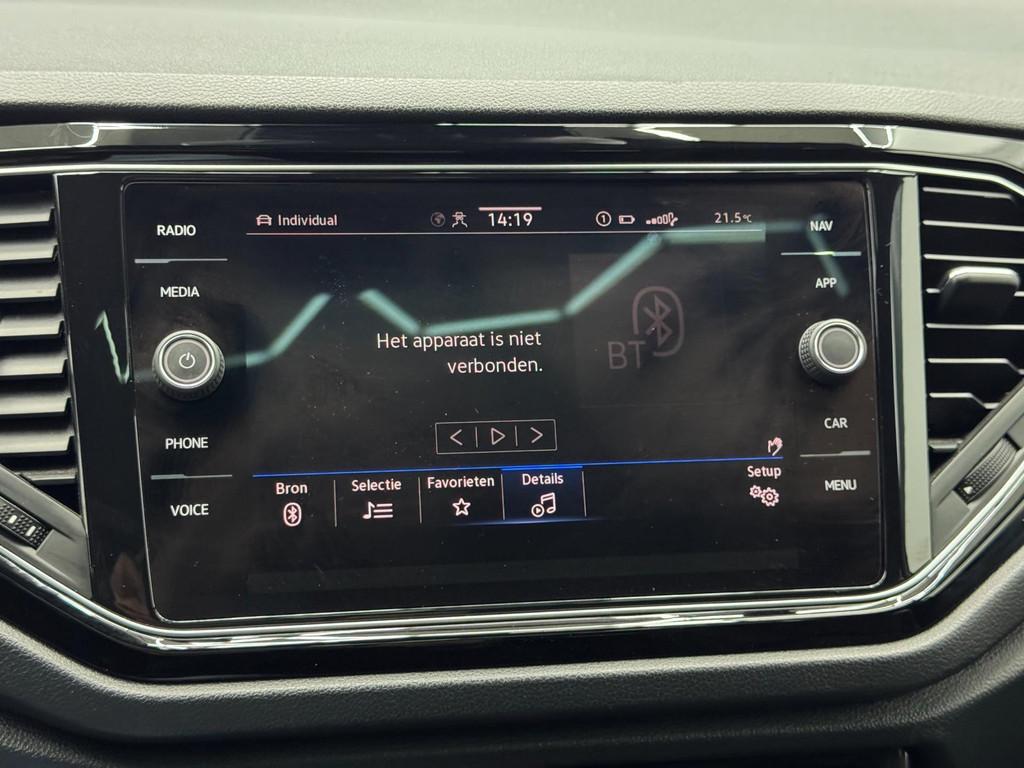 RADIO
MEDIA
PHONE
VOICE
Individual
14:19
1
21.5°C
Het apparaat is niet
verbonden.
BT
Bron
Selectie
Favorieten
Details
Setup
NAV
APP
CAR
MENU